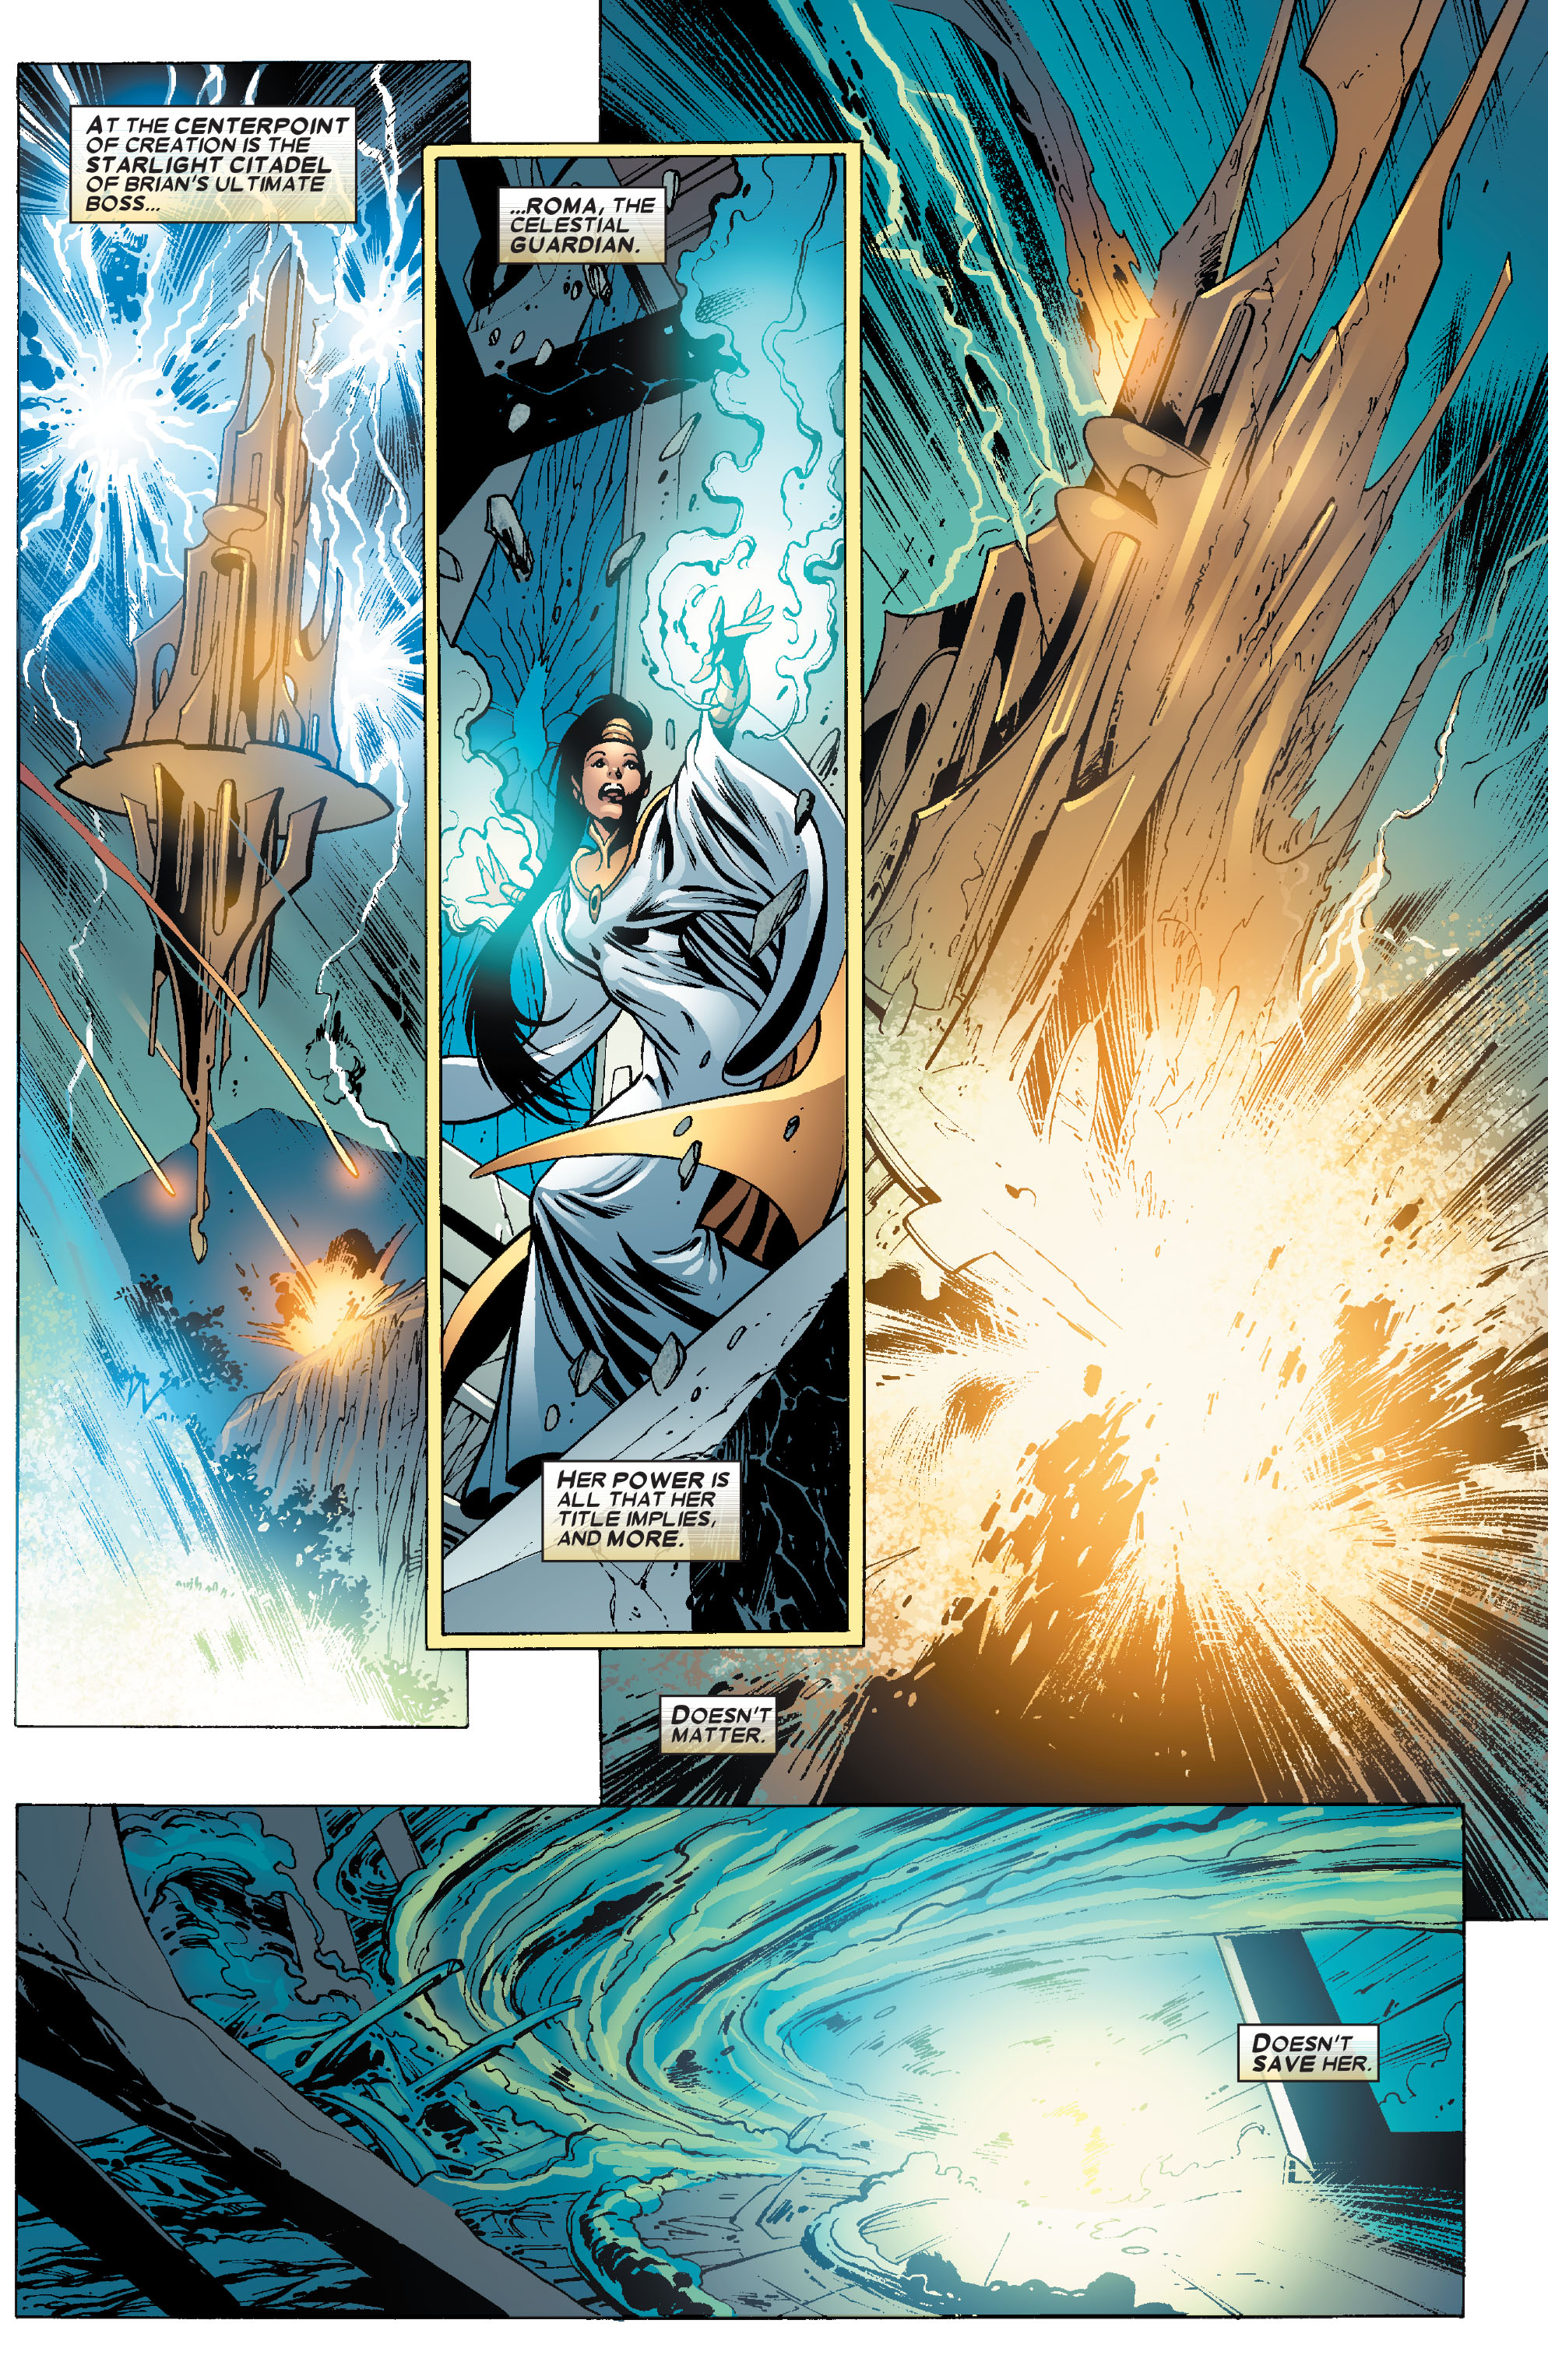 AT THE CENTERPOINT
OF CREATION IS THE
STARLIGHT CITADEL
OF BRIAN'S ULTIMATE
BOSS...
...ROMA, THE
CELESTIAL
GUARDIAN.
HER POWER IS
ALL THAT HER
TITLE IMPLIES,
AND MORE.
DOESN'T
MATTER.
DOESN'T
SAVE HER.